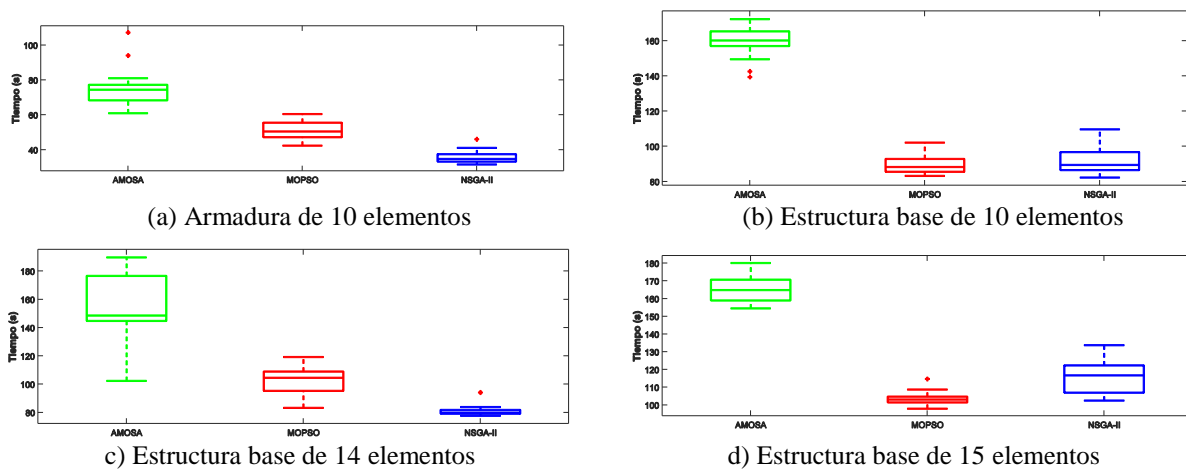 Tiempo (s)
100
80
60
40
AMOSA
MOPSO
NSGA-II
(a) Armadura de 10 elementos
Tiempo (s)
160
140
120
100
80
AMOSA
MOPSO
NSGA-II
(b) Estructura base de 10 elementos
Tiempo (s)
180
160
140
120
100
80
AMOSA
MOPSO
NSGA-II
c) Estructura base de 14 elementos
Tiempo (s)
180
170
160
150
140
130
120
110
100
AMOSA
MOPSO
NSGA-II
d) Estructura base de 15 elementos